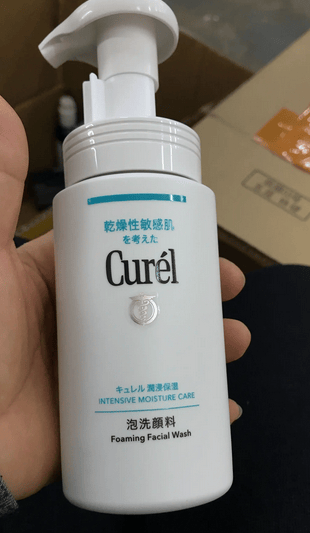 乾燥性敏感肌
を考えた
Curél
キュレル 潤浸保湿
INTENSIVE MOISTURE CARE
泡洗顔料
Foaming Facial Wash